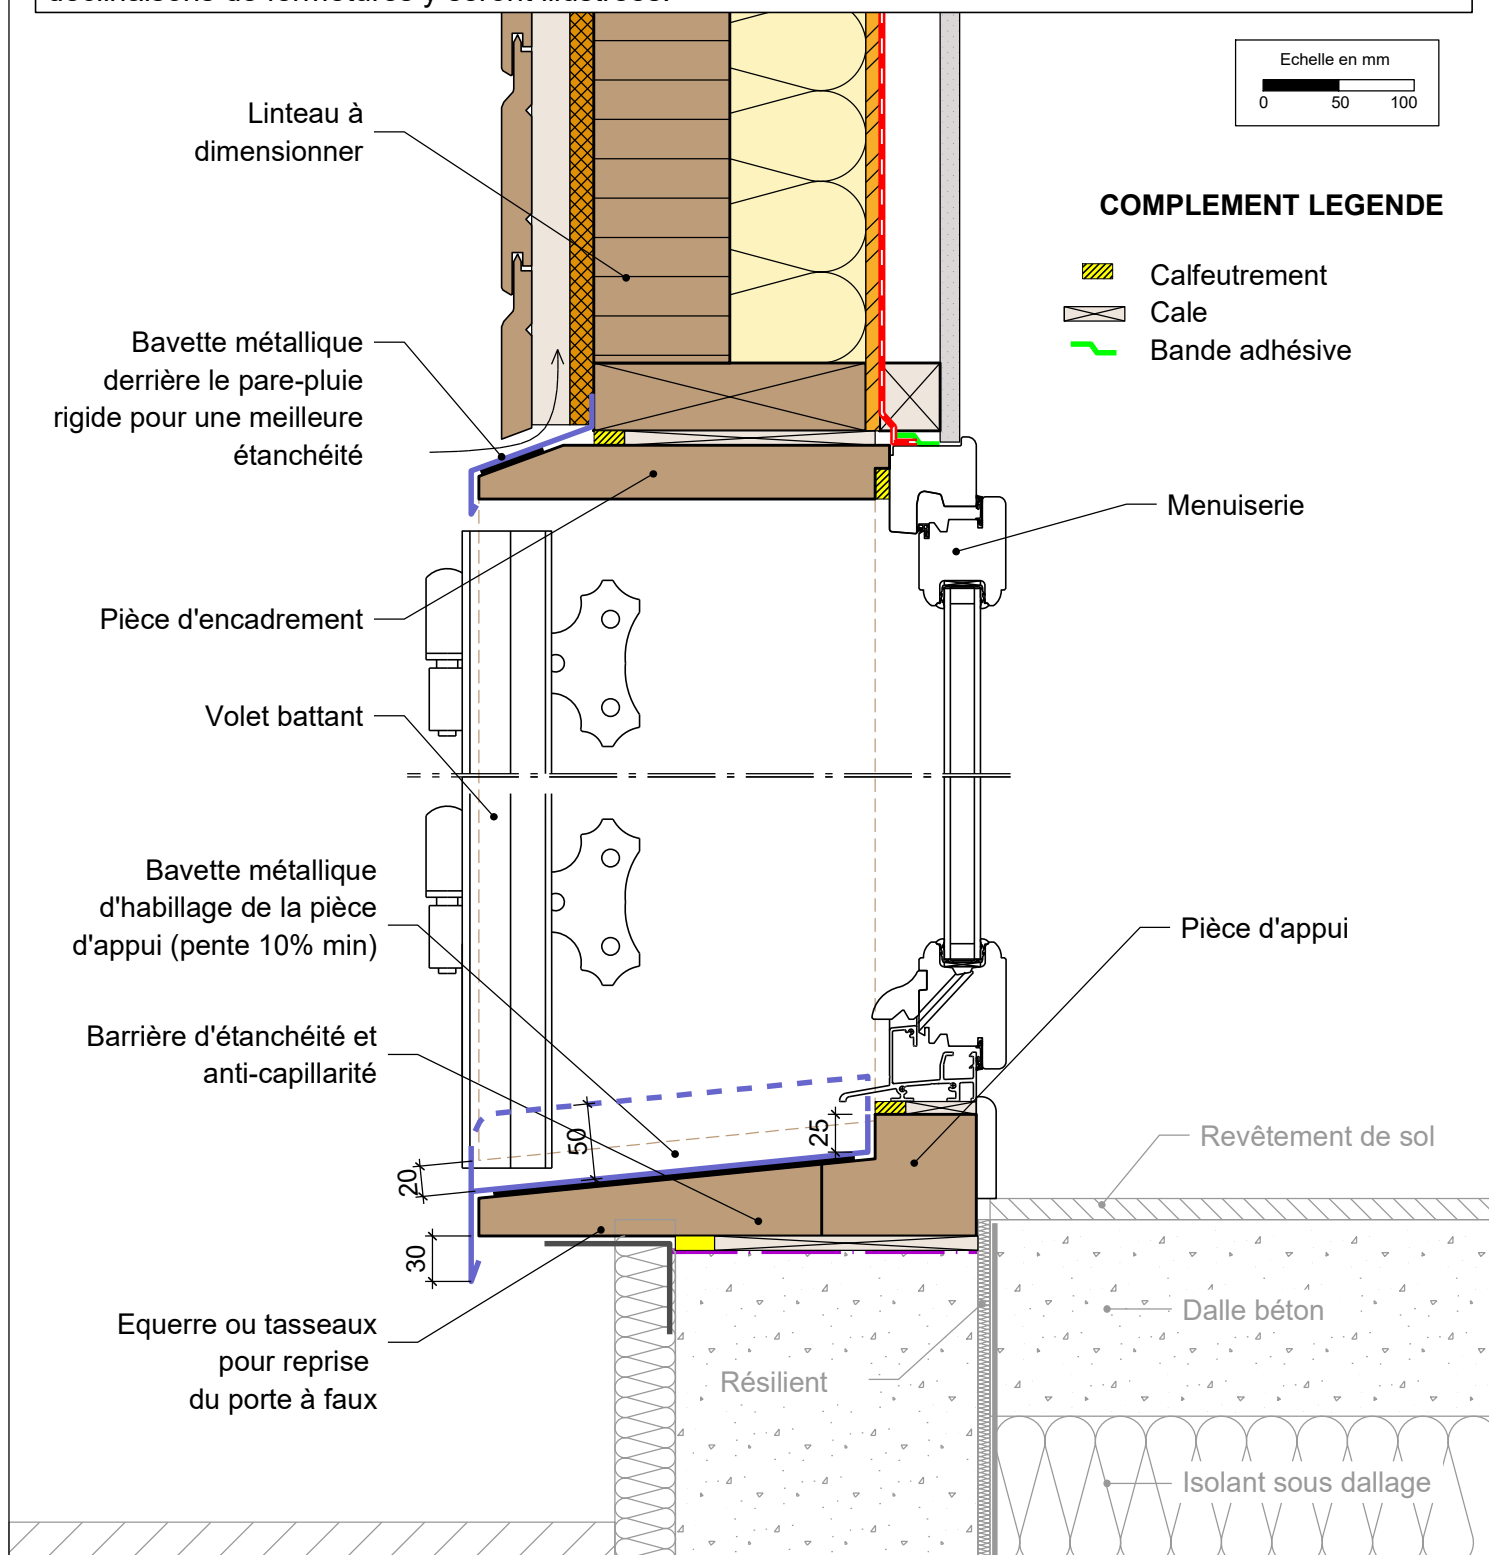 Echelle en mm
0 50 100
COMPLEMENT LEGENDE
Calfeutrement
Cale
Bande adhésive
Linteau à
dimensionner
Bavette métallique
derrière le pare-pluie
rigide pour une meilleure
étanchéité
Menuiserie
Pièce d'encadrement
Volet battant
Bavette métallique
d'habillage de la pièce
d'appui (pente 10% min)
Pièce d'appui
Barrière d'étanchéité et
anti-capillarité
50
25
20
30
Revêtement de sol
Equerre ou tasseaux
pour reprise
du porte à faux
Dalle béton
Résilient
Isolant sous dallage